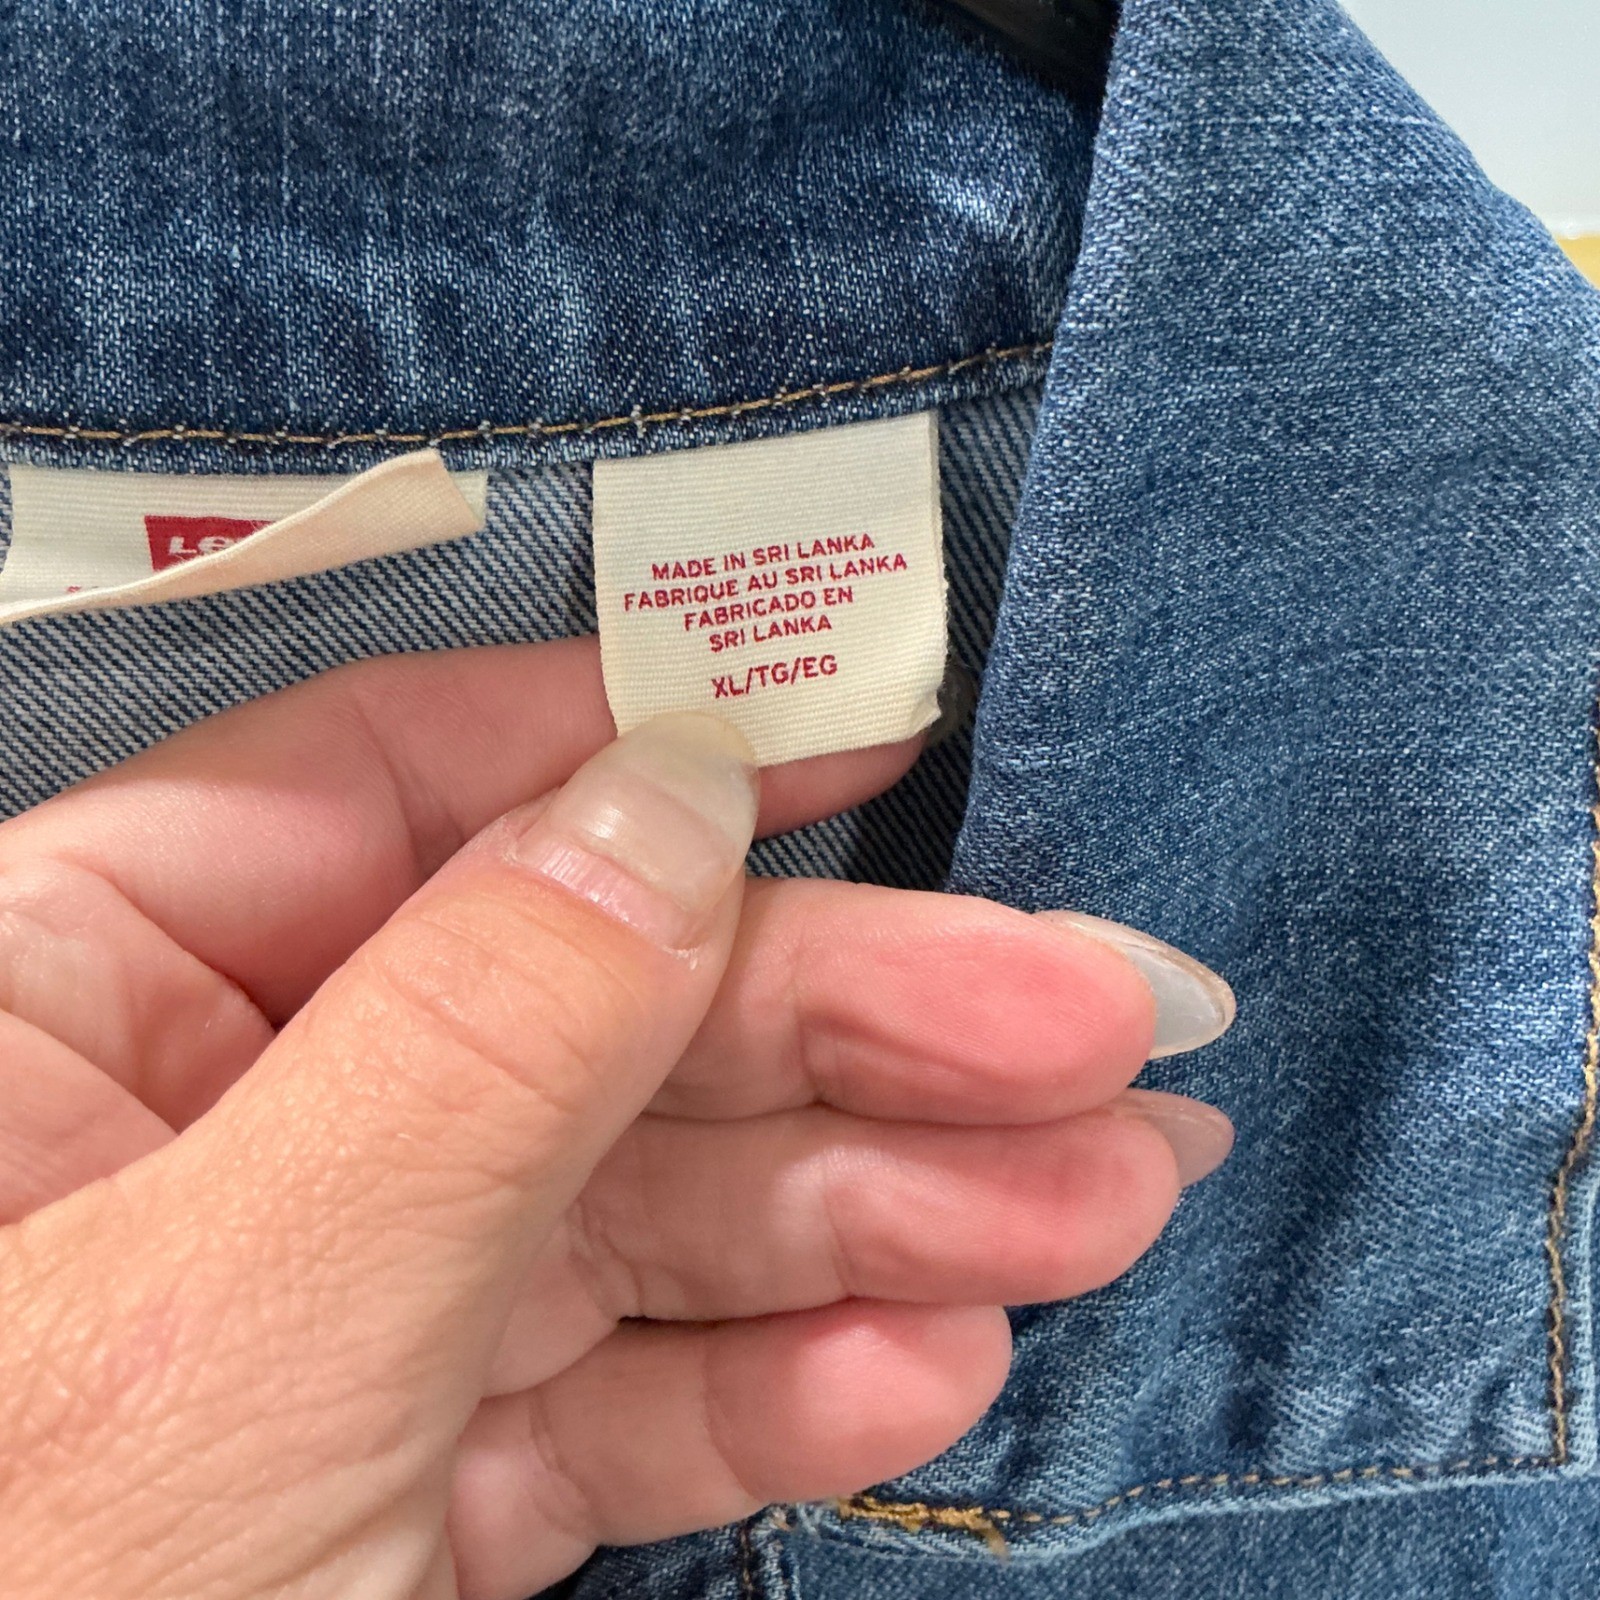 MADE IN SRI LANKA
FABRIQUE AU SRI LANKA
FABRICADO EN
SRI LANKA
XL/TG/EG